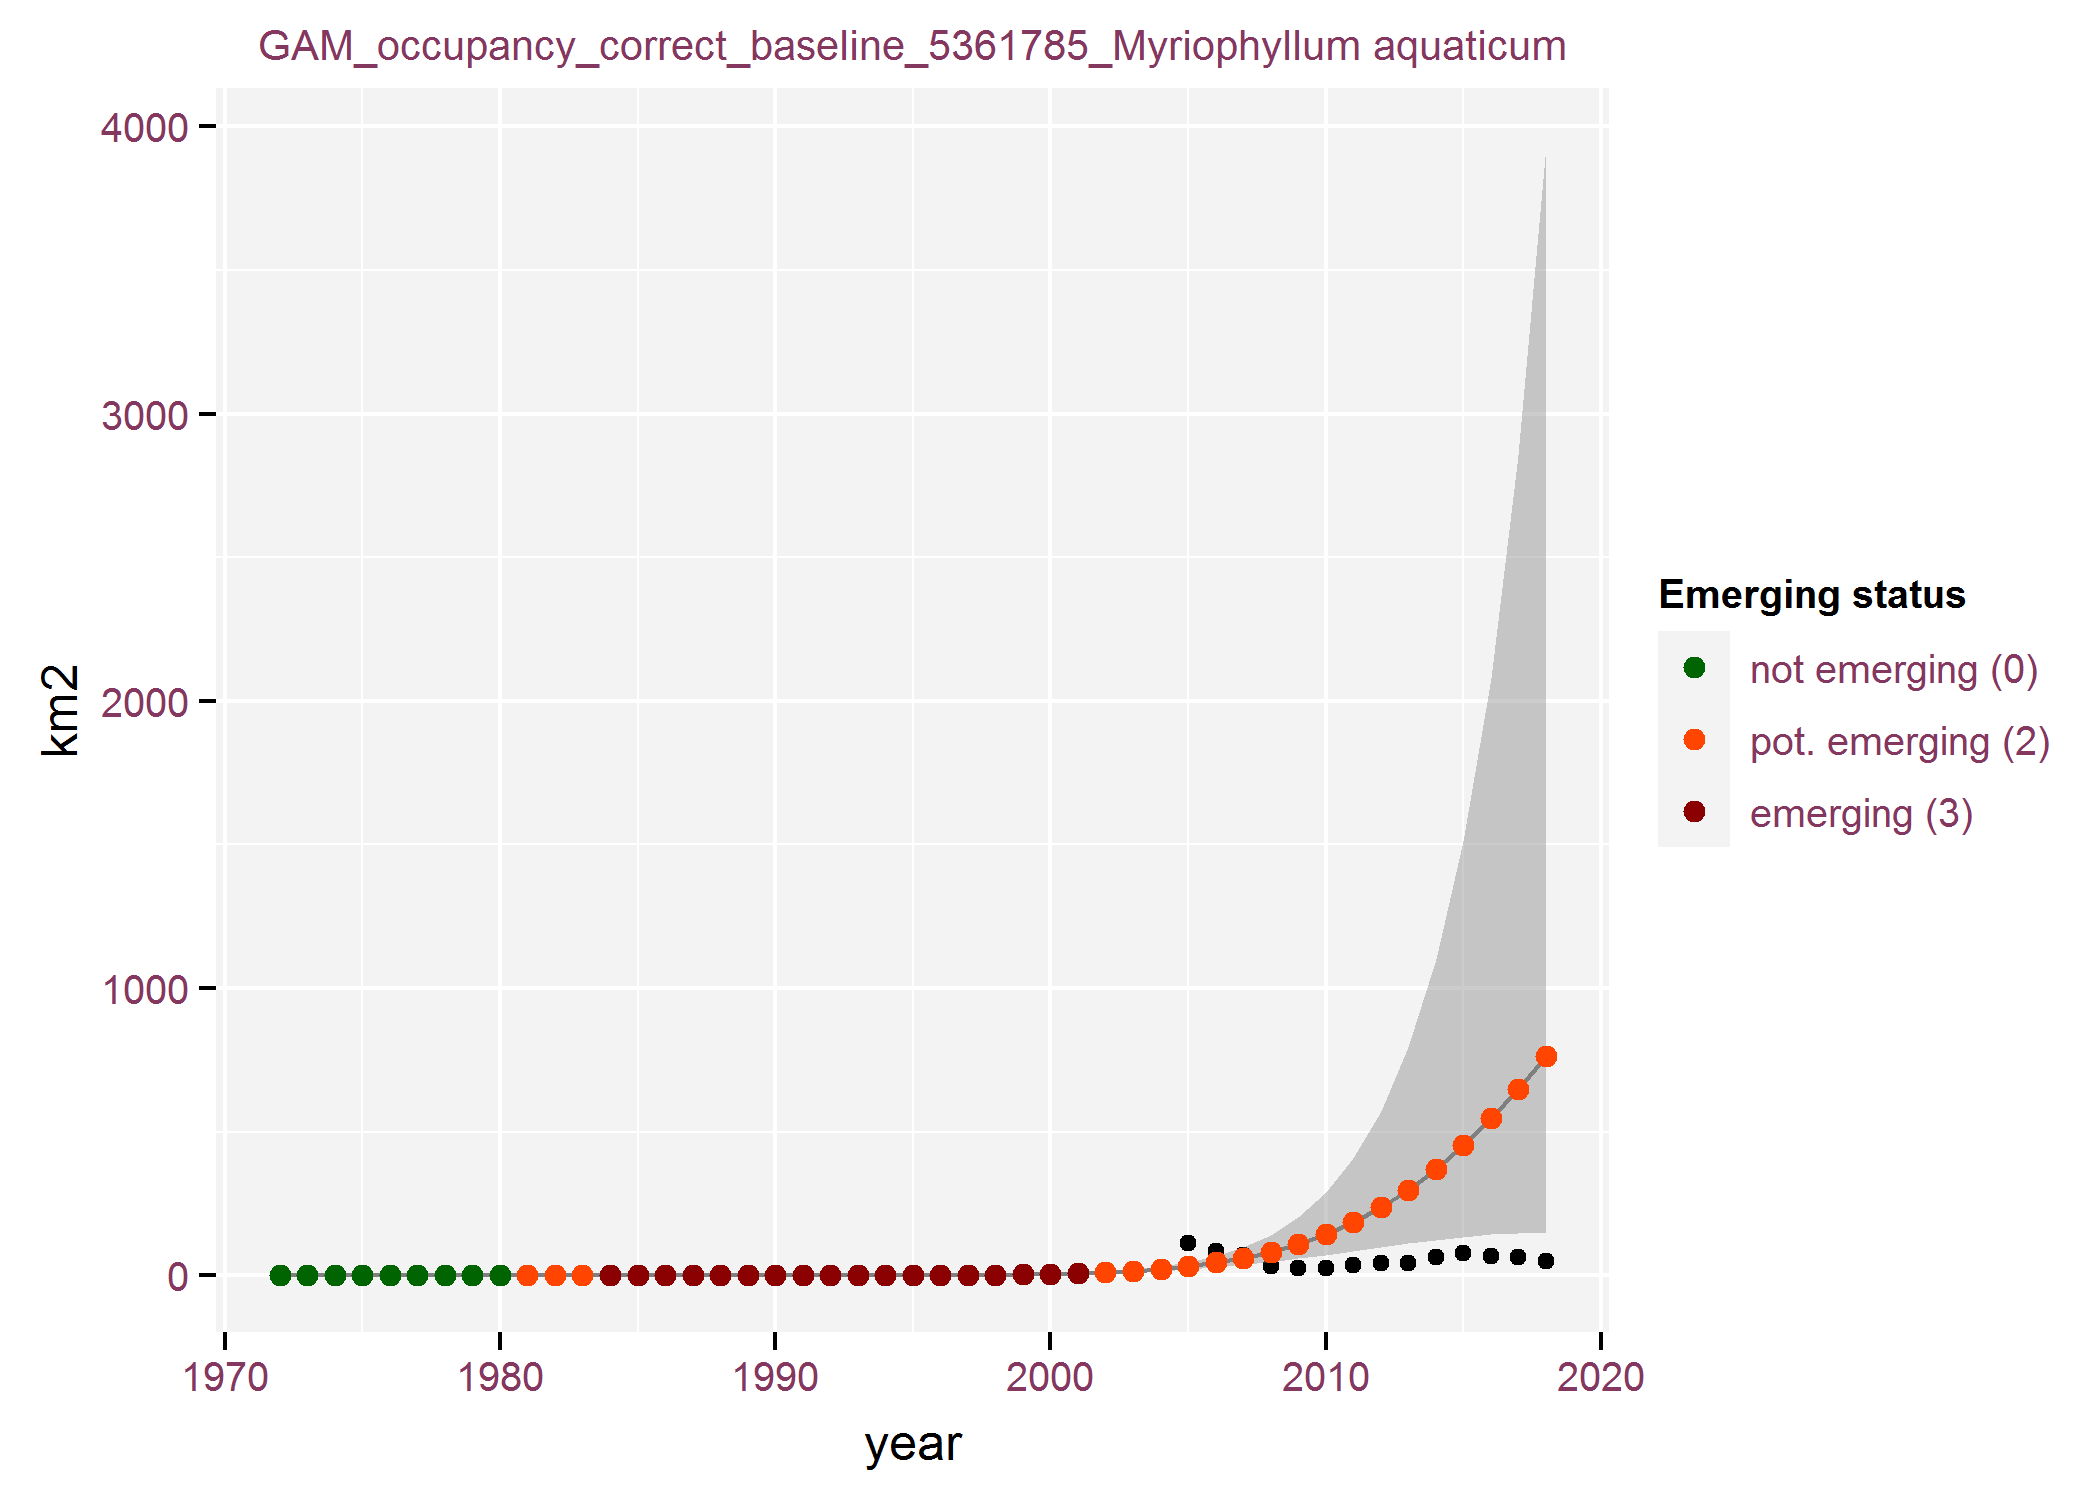 GAM_occupancy_correct_baseline_5361785_Myriophyllum aquaticum
4000
3000
2000
1000
0
km2
1970 1980 1990 2000 2010 2020
year
Emerging status
not emerging (0)
pot. emerging (2)
emerging (3)